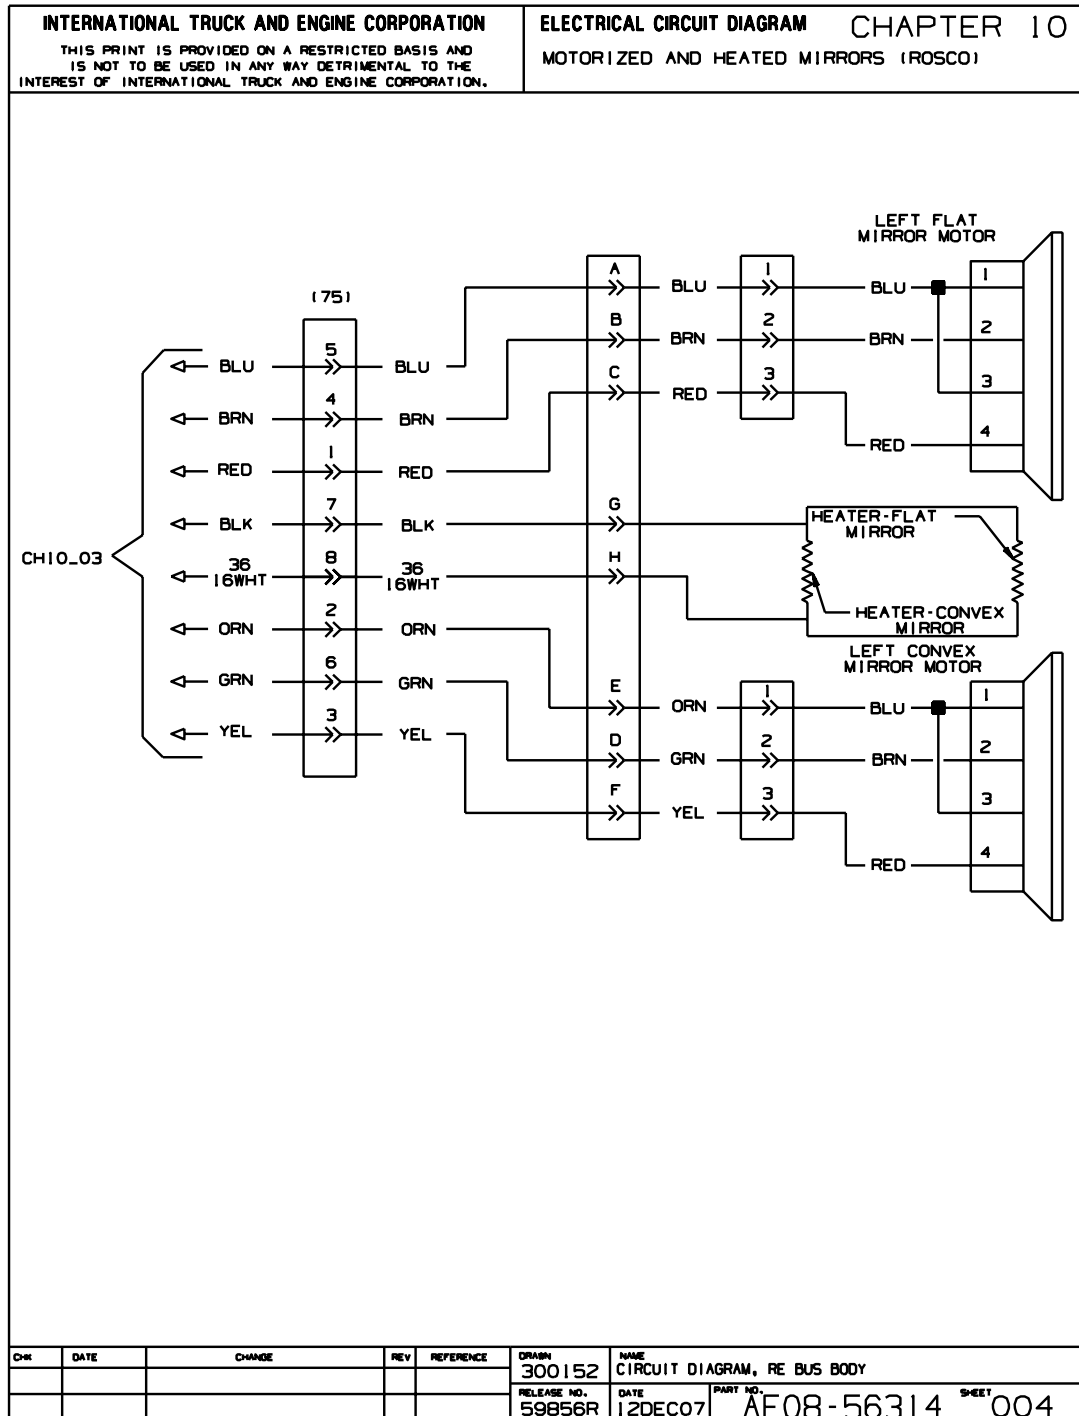 INTERNATIONAL TRUCK AND ENGINE CORPORATION
THIS PRINT IS PROVIDED ON A RESTRICTED BASIS AND
IS NOT TO BE USED IN ANY WAY DETRIMENTAL TO THE
INTEREST OF INTERNATIONAL TRUCK AND ENGINE CORPORATION.
ELECTRICAL CIRCUIT DIAGRAM CHAPTER 10
MOTORIZED AND HEATED MIRRORS (ROSCO)
LEFT FLAT
MIRROR MOTOR
A BLU 1 BLU 1
(75)
B BRN 2 BRN 2
BLU 5 BLU
C RED 3 3
BRN 4 BRN
RED 4
RED 1 RED
BLK 7 BLK G
HEATER-FLAT
MIRROR
CH10_03
36 8 36 H
16WHT 16WHT
HEATER-CONVEX
MIRROR
ORN 2 ORN
LEFT CONVEX
MIRROR MOTOR
GRN 6 GRN
E ORN 1 BLU 1
YEL 3 YEL
D GRN 2 BRN 2
F YEL 3 3
RED 4
CHK DATE CHANGE REV REFERENCE
DRAWN
300152
NAME
CIRCUIT DIAGRAM, RE BUS BODY
RELEASE NO.
59856R
DATE
12DEC07
PART NO.
AE08-56314
SHEET
004